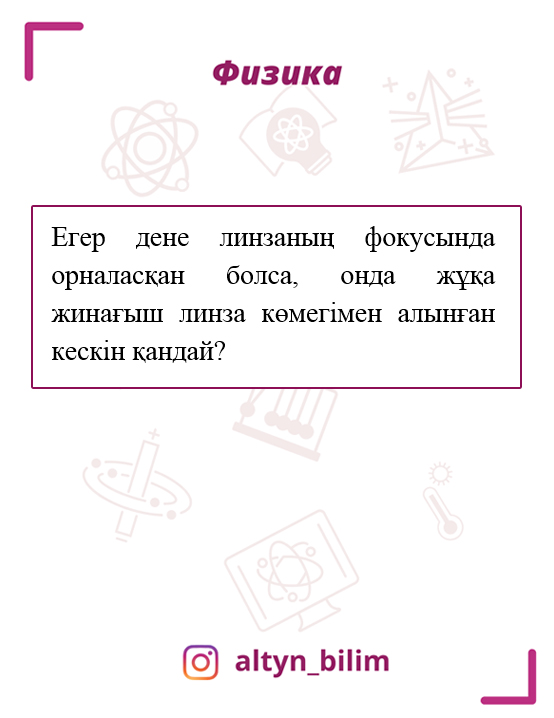 Физика
Егер дене линзаның фокусында
орналасқан болса, онда жұқа
жинағыш линза көмегімен алынған
кескін қандай?
altyn_bilim